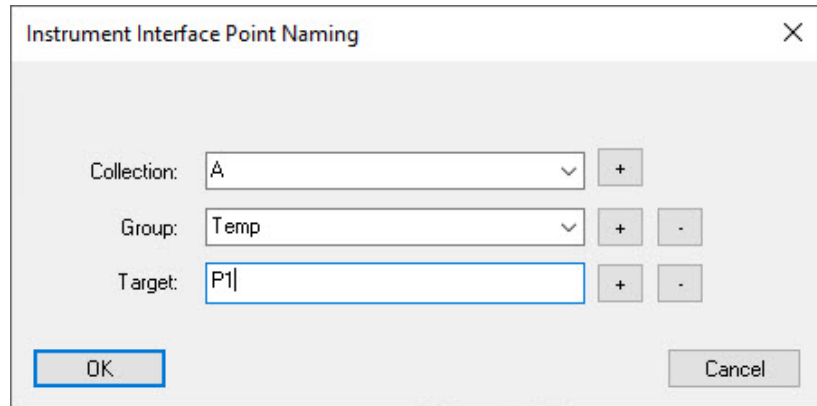 Instrument Interface Point Naming
Collection: A +
Group: Temp + -
Target: P1 + -
OK Cancel